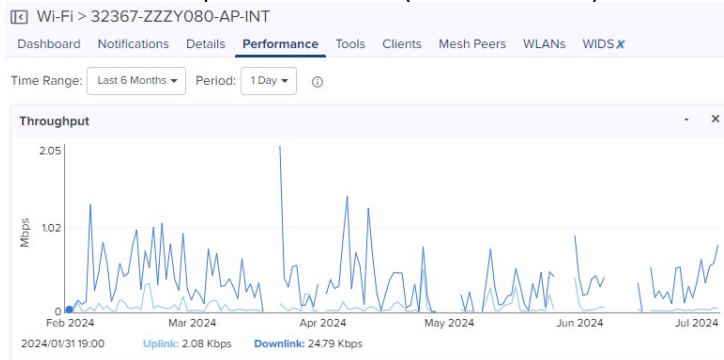 Wi-Fi > 32367-ZZZY080-AP-INT
Dashboard Notifications Details Performance Tools Clients Mesh Peers WLANs WIDS X
Time Range: Last 6 Months Period: 1 Day
Throughput - ×
2.05
1.02
Mbps
0
Feb 2024 Mar 2024 Apr 2024 May 2024 Jun 2024 Jul 2024
2024/01/31 19:00 Uplink: 2.08 Kbps Downlink: 24.79 Kbps